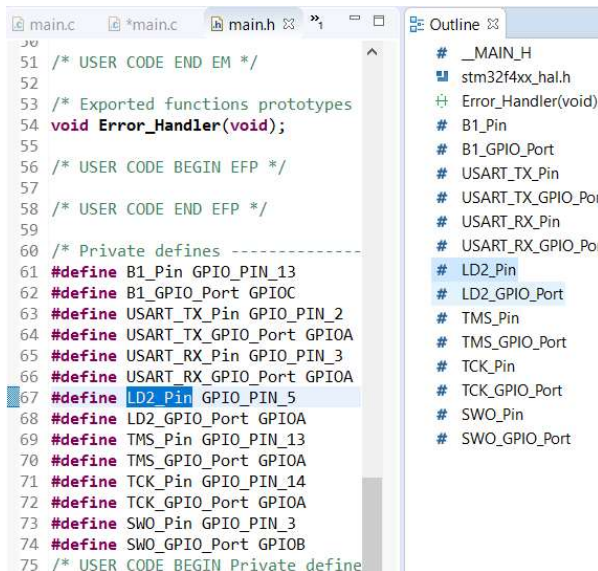 main.c *main.c main.h »1
51 /* USER CODE END EM */
52
53 /* Exported functions prototypes
54 void Error_Handler(void);
55
56 /* USER CODE BEGIN EFP */
57
58 /* USER CODE END EFP */
59
60 /* Private defines --------------
61 #define B1_Pin GPIO_PIN_13
62 #define B1_GPIO_Port GPIOC
63 #define USART_TX_Pin GPIO_PIN_2
64 #define USART_TX_GPIO_Port GPIOA
65 #define USART_RX_Pin GPIO_PIN_3
66 #define USART_RX_GPIO_Port GPIOA
67 #define LD2_Pin GPIO_PIN_5
68 #define LD2_GPIO_Port GPIOA
69 #define TMS_Pin GPIO_PIN_13
70 #define TMS_GPIO_Port GPIOA
71 #define TCK_Pin GPIO_PIN_14
72 #define TCK_GPIO_Port GPIOA
73 #define SWO_Pin GPIO_PIN_3
74 #define SWO_GPIO_Port GPIOB
75 /* USER CODE BEGIN Private define
Outline
# __MAIN_H
stm32f4xx_hal.h
Error_Handler(void)
# B1_Pin
# B1_GPIO_Port
# USART_TX_Pin
# USART_TX_GPIO_Por
# USART_RX_Pin
# USART_RX_GPIO_Por
# LD2_Pin
# LD2_GPIO_Port
# TMS_Pin
# TMS_GPIO_Port
# TCK_Pin
# TCK_GPIO_Port
# SWO_Pin
# SWO_GPIO_Port